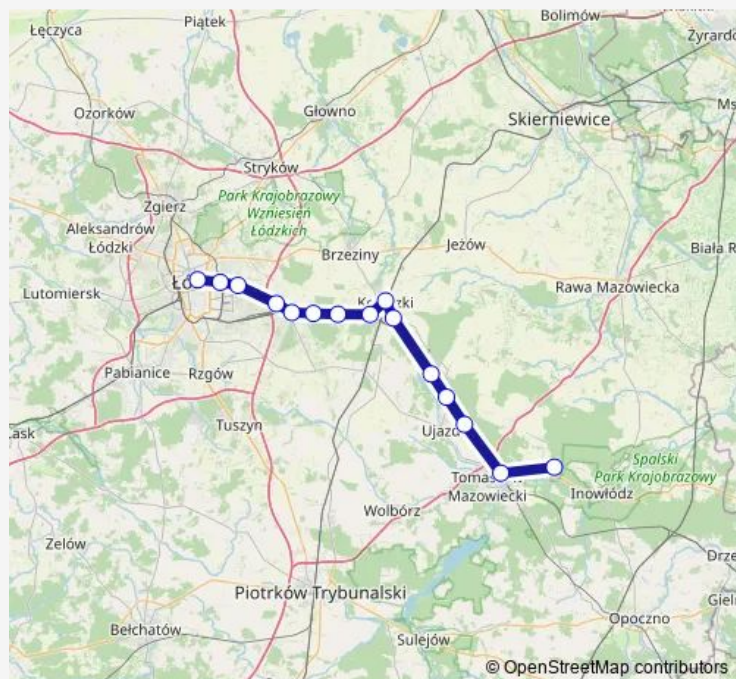 Bolimów
Łęczyca
Piątek
Żyrardó
Ozorków
Głowno
Skierniewice
Stryków
Park Krajobrazowy
Wzniesień
Łódzkich
Zgierz
Aleksandrów
Łódzki
Brzeziny
Jeżów
Biała R
Lutomiersk
Rawa Mazowiecka
Pabianice
Rzgów
Tuszyn
Łask
Ujazd
Spalski
Park Krajobrazowy
Mazowiecki
Inowłódz
Wolbórz
Zelów
Drze
Piotrków Trybunalski
Giel
Bełchatów
Opoczno
Sulejów
© OpenStreetMap contributors